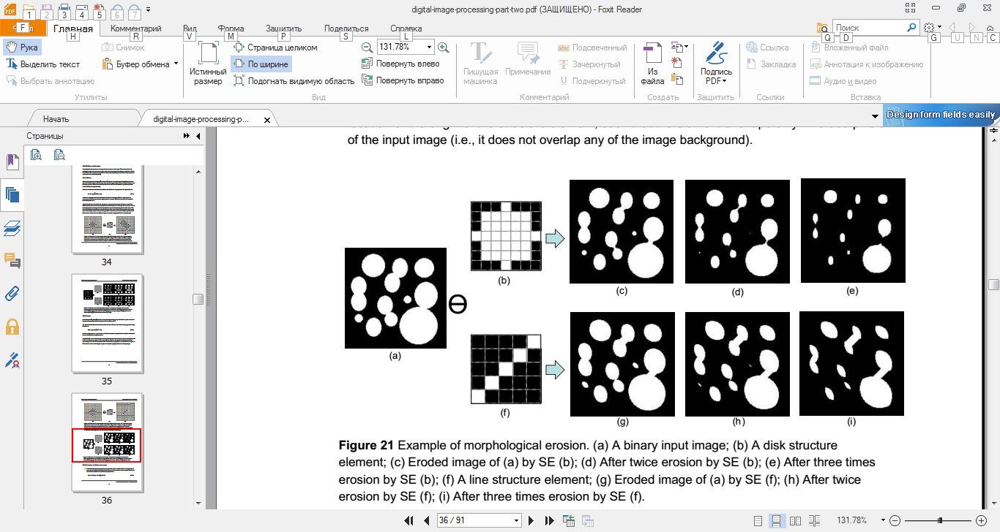 digital-image-processing-part-two.pdf (ЗАЩИЩЕНО) - Foxit Reader
PDF
1 2 3 4 5 6 7
F Главная Комментарий Вид Форма Защитить Поделиться Справка Поиск
H R V M P S L Q D G U N C
Рука
Выделить текст
Выбрать аннотацию
Снимок
Буфер обмена
Утилиты
Истинный размер
Страница целиком
По ширине
Подогнать видимую область
131.78%
Повернуть влево
Повернуть вправо
Вид
Пишущая машинка
Примечание
Подсвеченный
Зачеркнутый
Подчеркнутый
Комментарий
Из файла
Создать
Подпись PDF
Защитить
Ссылка
Закладка
Ссылки
Вложенный файл
Аннотация к изображению
Аудио и видео
Вставка
Начать
digital-image-processing-p...
Design form fields easily
Страницы
34
35
36
of the input image (i.e., it does not overlap any of the image background).
(a)
Θ
(b)
(c)
(d)
(e)
(f)
(g)
(h)
(i)
Figure 21 Example of morphological erosion. (a) A binary input image; (b) A disk structure
element; (c) Eroded image of (a) by SE (b); (d) After twice erosion by SE (b); (e) After three times
erosion by SE (b); (f) A line structure element; (g) Eroded image of (a) by SE (f); (h) After twice
erosion by SE (f); (i) After three times erosion by SE (f).
36 / 91
131.78%